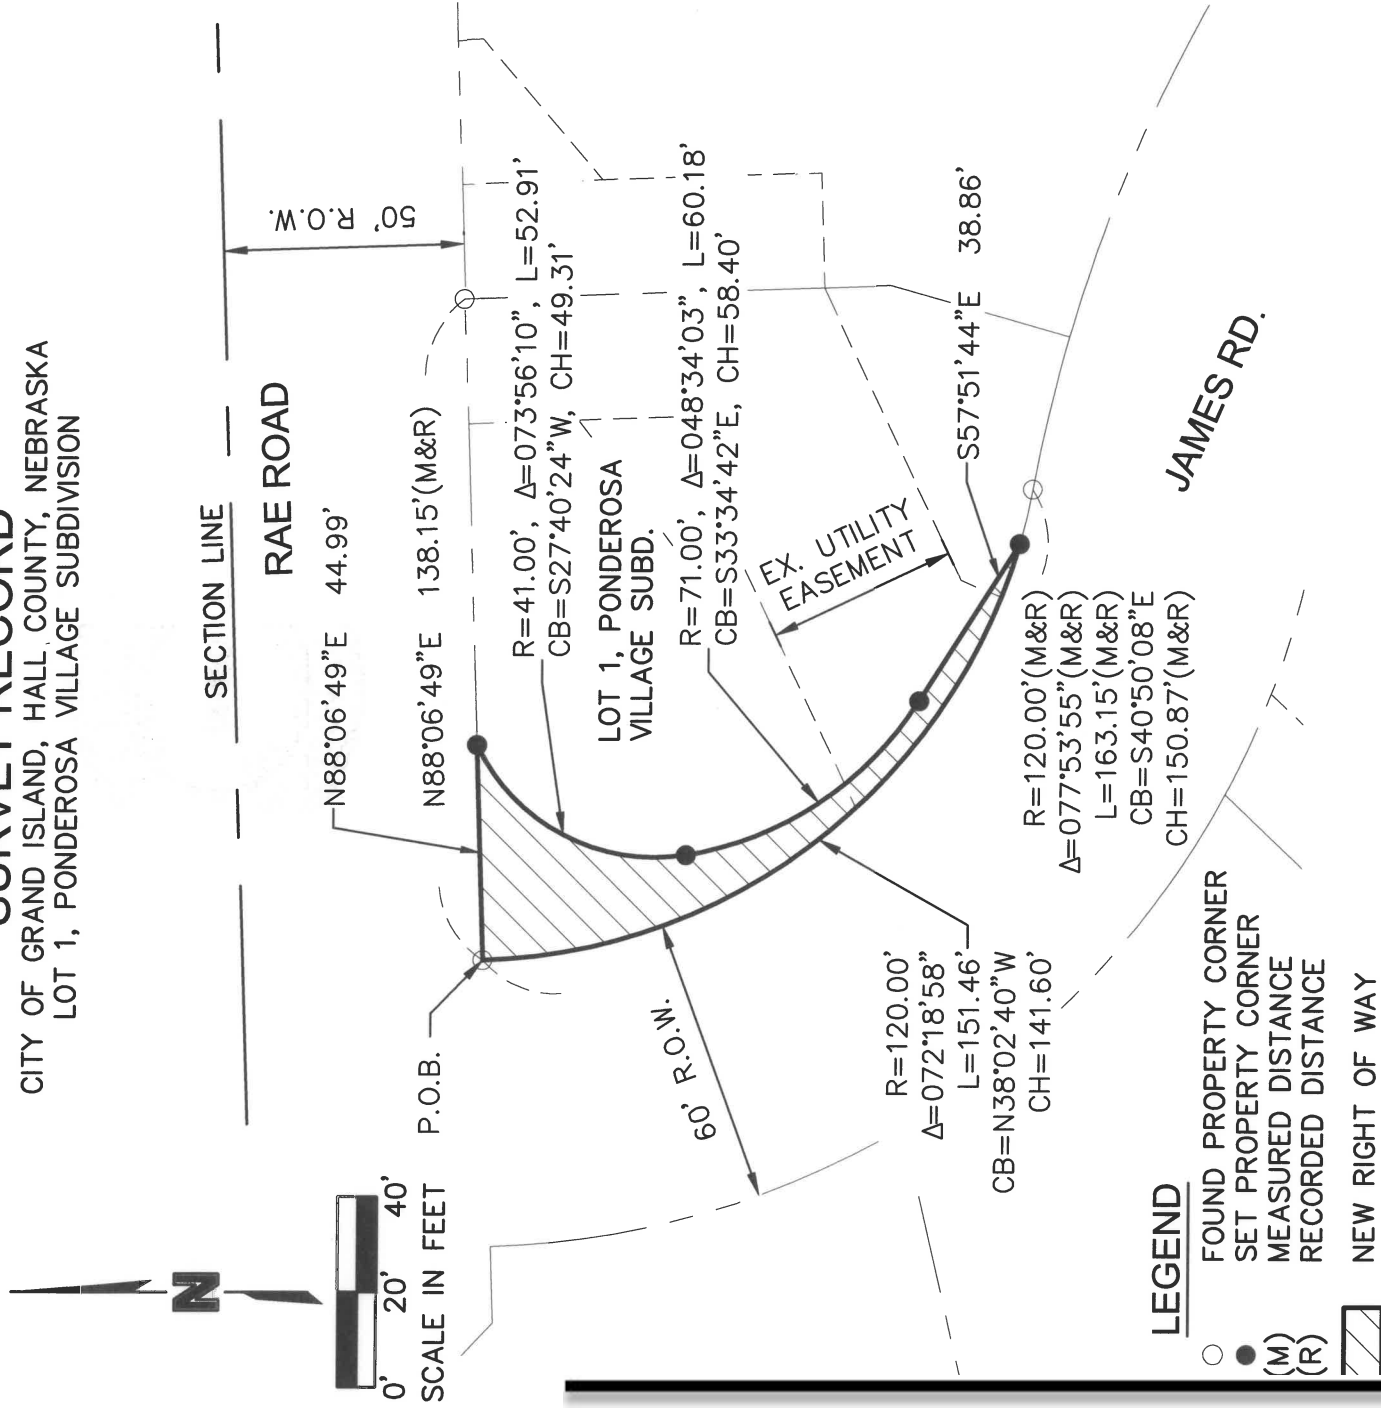 SURVEY RECORD
CITY OF GRAND ISLAND, HALL COUNTY, NEBRASKA
LOT 1, PONDEROSA VILLAGE SUBDIVISION
SECTION LINE
RAE ROAD
50' R.O.W.
N88°06'49"E 44.99'
N88°06'49"E 138.15'(M&R)
R=41.00', Δ=073°56'10", L=52.91'
CB=S27°40'24"W, CH=49.31'
LOT 1, PONDEROSA
VILLAGE SUBD.
R=71.00', Δ=048°34'03", L=60.18'
CB=S33°34'42"E, CH=58.40'
EX. UTILITY
EASEMENT
S57°51'44"E 38.86'
JAMES RD.
R=120.00'(M&R)
Δ=077°53'55"(M&R)
L=163.15'(M&R)
CB=S40°50'08"E
CH=150.87'(M&R)
R=120.00'
Δ=072°18'58"
L=151.46'
CB=N38°02'40"W
CH=141.60'
60' R.O.W.
P.O.B.
N
0' 20' 40'
SCALE IN FEET
LEGEND
FOUND PROPERTY CORNER
SET PROPERTY CORNER
(M) MEASURED DISTANCE
(R) RECORDED DISTANCE
NEW RIGHT OF WAY